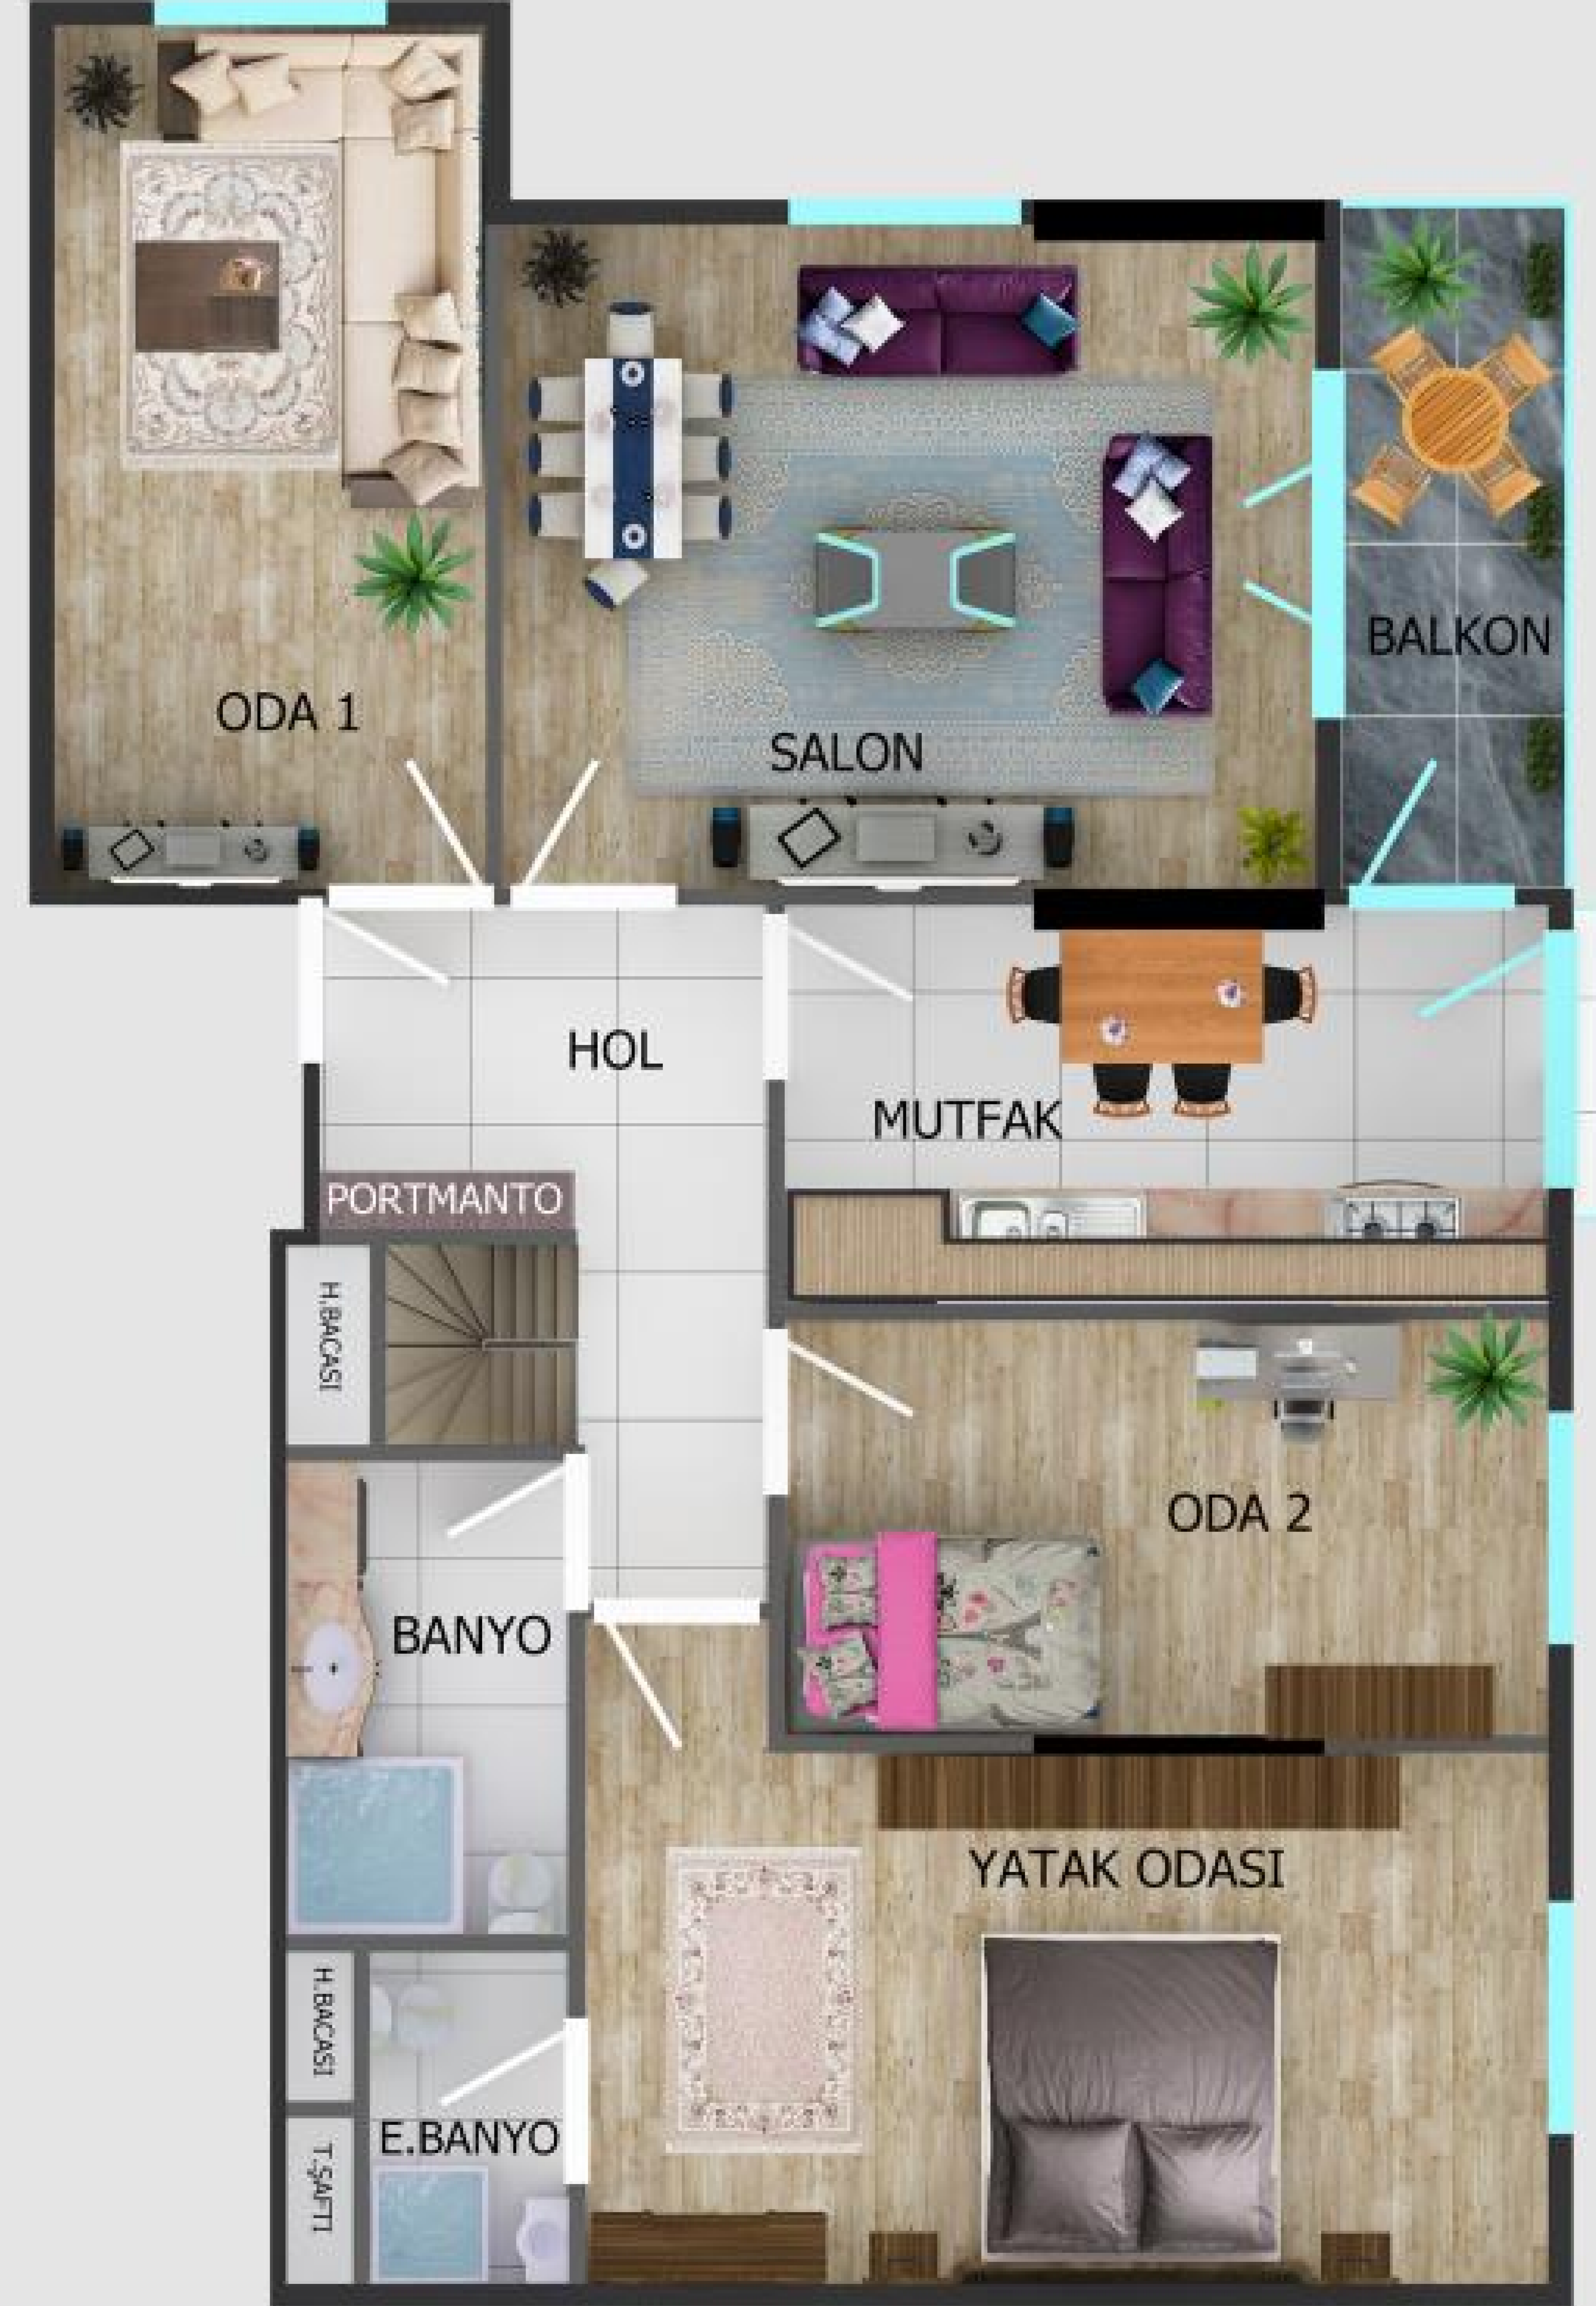 ODA 1
SALON
BALKON
HOL
MUTFAK
PORTMANTO
H.BACASI
ODA 2
BANYO
YATAK ODASI
H.BACASI
E.BANYO
T.ŞAFTI